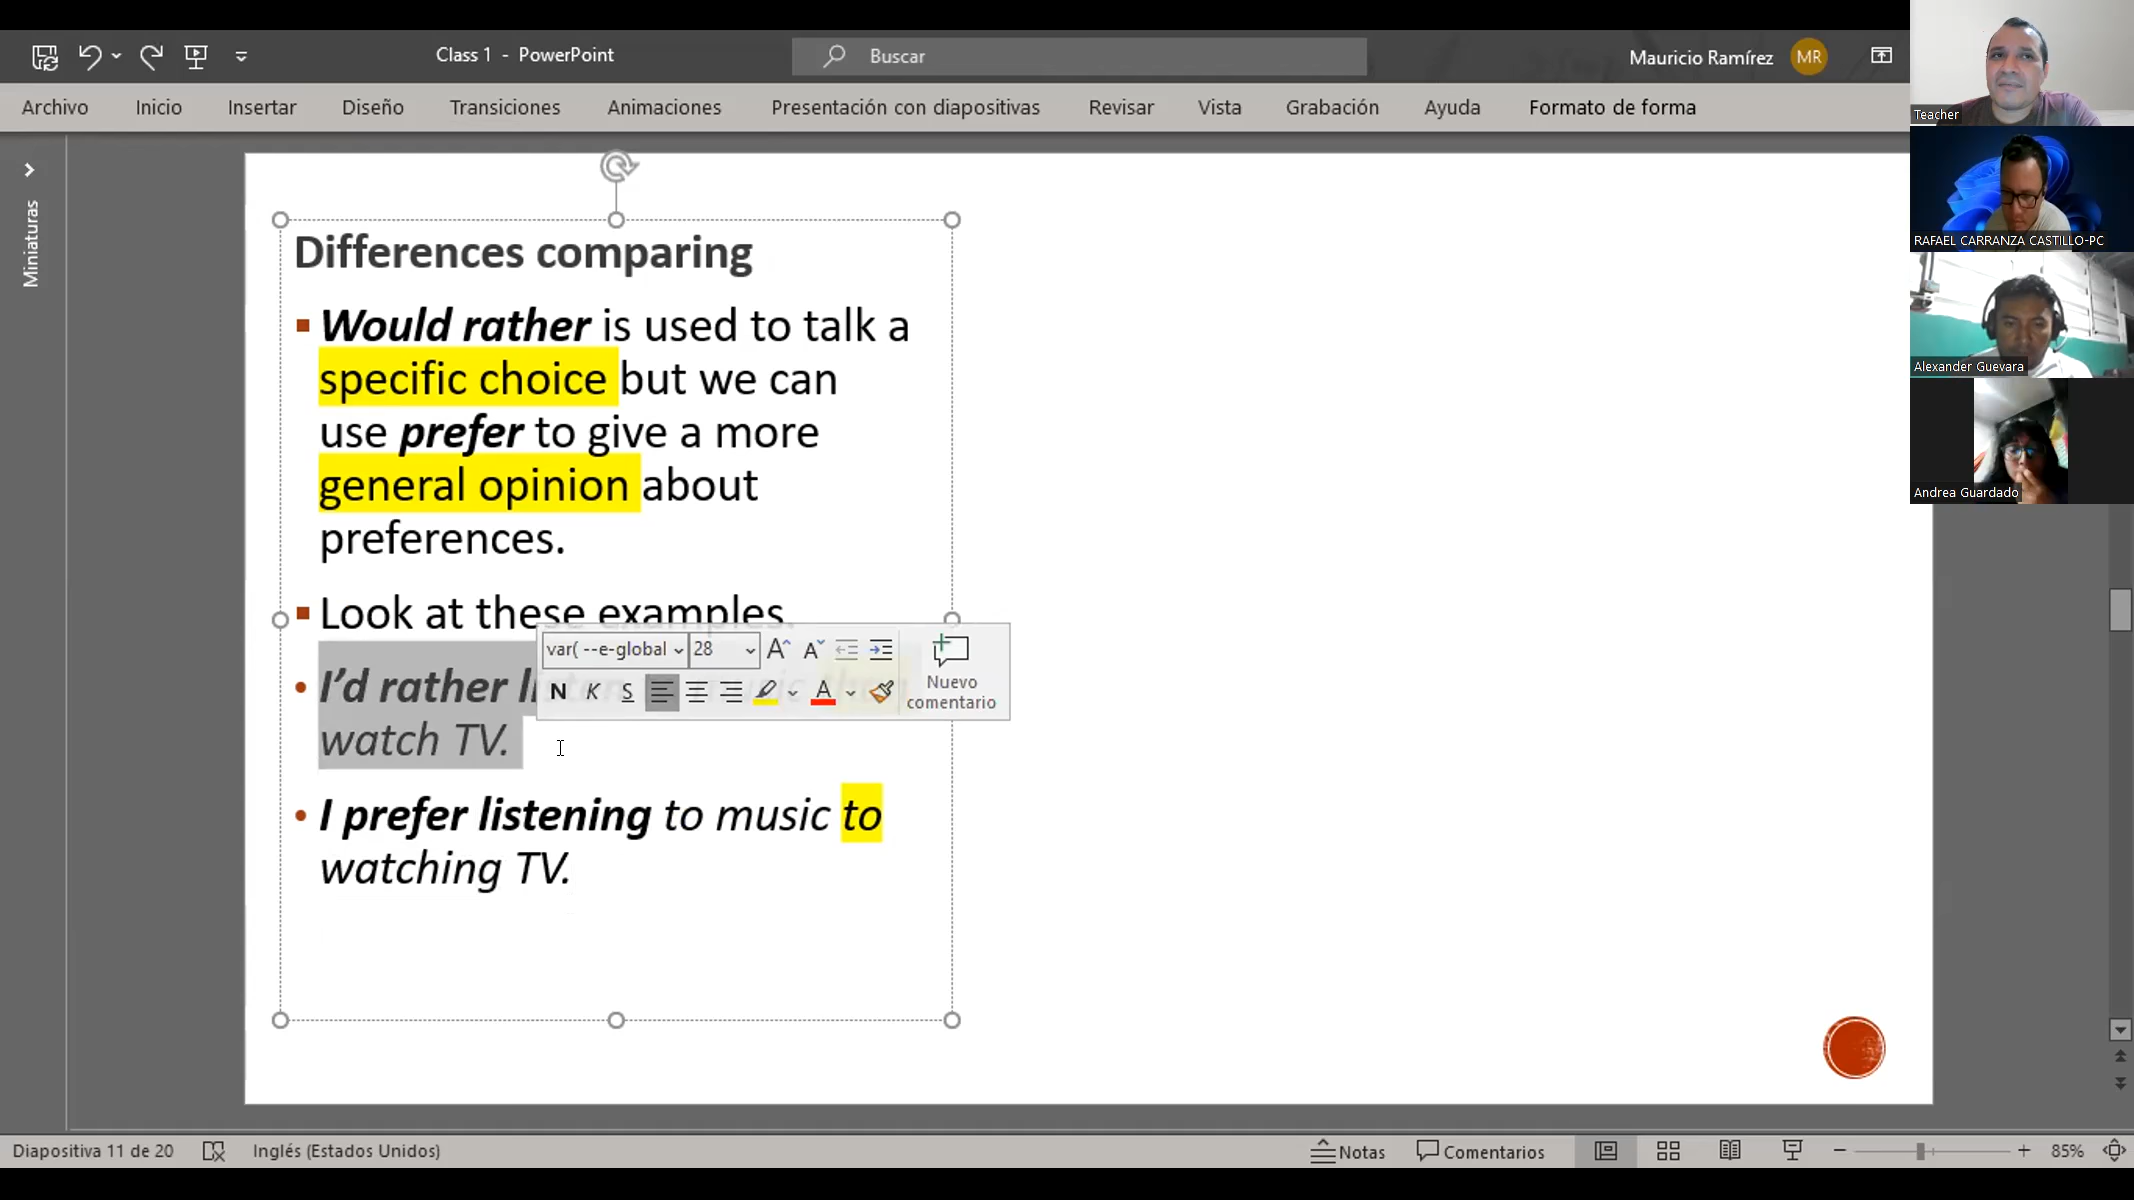 Class 1 - PowerPoint
Buscar
Mauricio Ramírez
MR
Archivo
Inicio
Insertar
Diseño
Transiciones
Animaciones
Presentación con diapositivas
Revisar
Vista
Grabación
Ayuda
Formato de forma
Miniaturas
Differences comparing
Would rather is used to talk a
specific choice but we can
use prefer to give a more
general opinion about
preferences.
Look at these examples.
I'd rather listen to music than
watch TV.
I prefer listening to music to
watching TV.
var( --e-global
28
N K S
Nuevo
comentario
Teacher
RAFAEL CARRANZA CASTILLO-PC
Alexander Guevara
Andrea Guardado
Diapositiva 11 de 20
Inglés (Estados Unidos)
Notas
Comentarios
85%